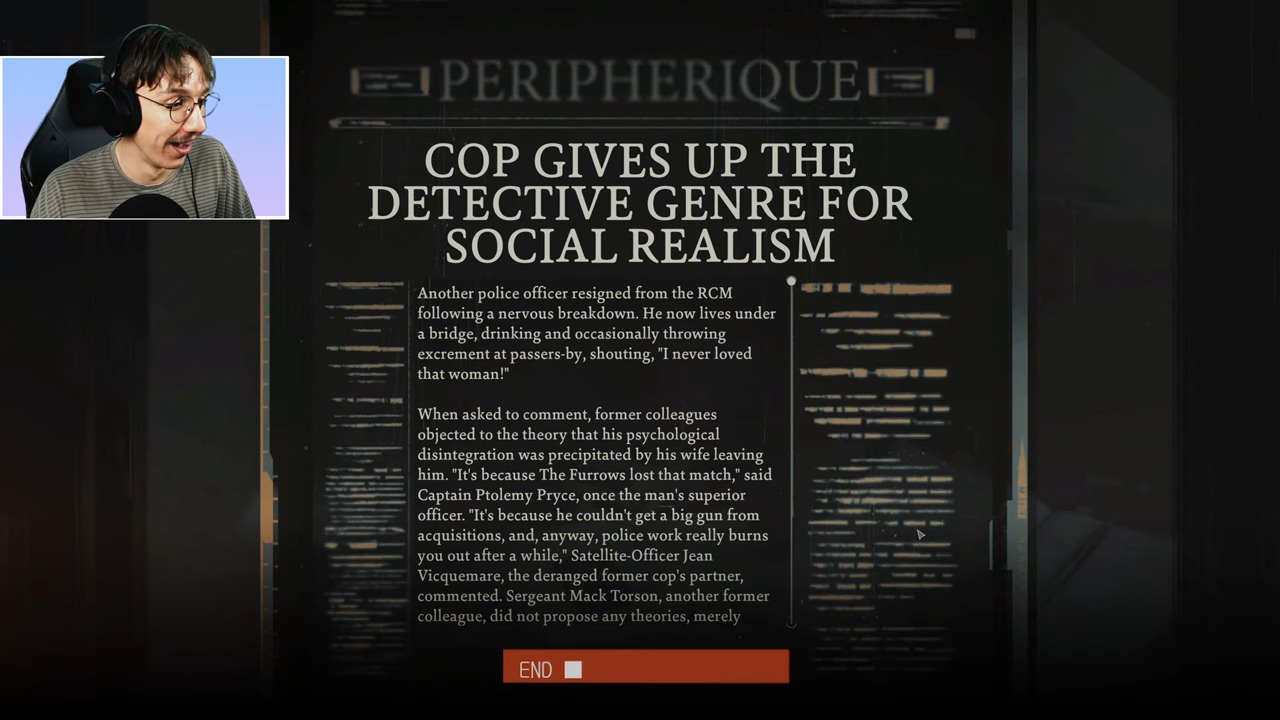 PERIPHERIQUE
COP GIVES UP THE
DETECTIVE GENRE FOR
SOCIAL REALISM
Another police officer resigned from the RCM
following a nervous breakdown. He now lives under
a bridge, drinking and occasionally throwing
excrement at passers-by, shouting, "I never loved
that woman!"
When asked to comment, former colleagues
objected to the theory that his psychological
disintegration was precipitated by his wife leaving
him. "It's because The Furrows lost that match," said
Captain Ptolemy Pryce, once the man's superior
officer. "It's because he couldn't get a big gun from
acquisitions, and, anyway, police work really burns
you out after a while," Satellite-Officer Jean
Vicquemare, the deranged former cop's partner,
commented. Sergeant Mack Torson, another former
colleague, did not propose any theories, merely
END